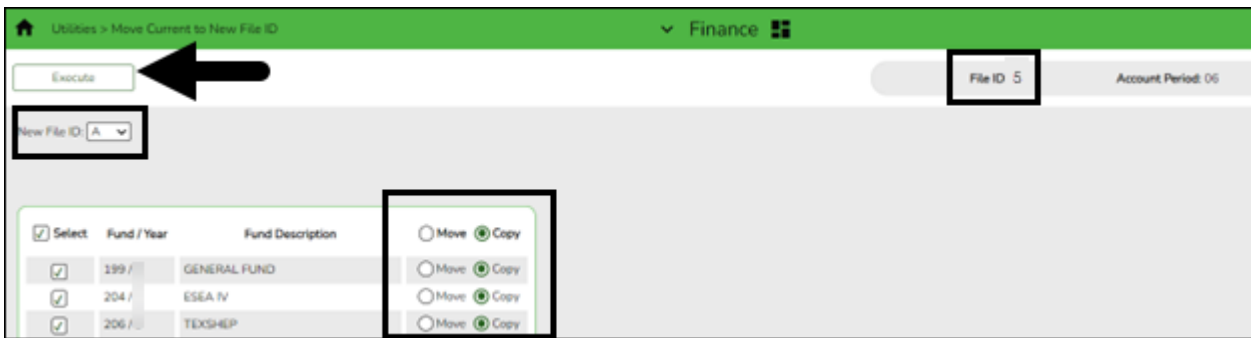 Utilities > Move Current to New File ID
Finance
Execute
File ID 5
Account Period: 06
New File ID: A
Select Fund / Year Fund Description Move Copy
199 / GENERAL FUND Move Copy
204 / ESEA IV Move Copy
206 / TEXSHEP Move Copy